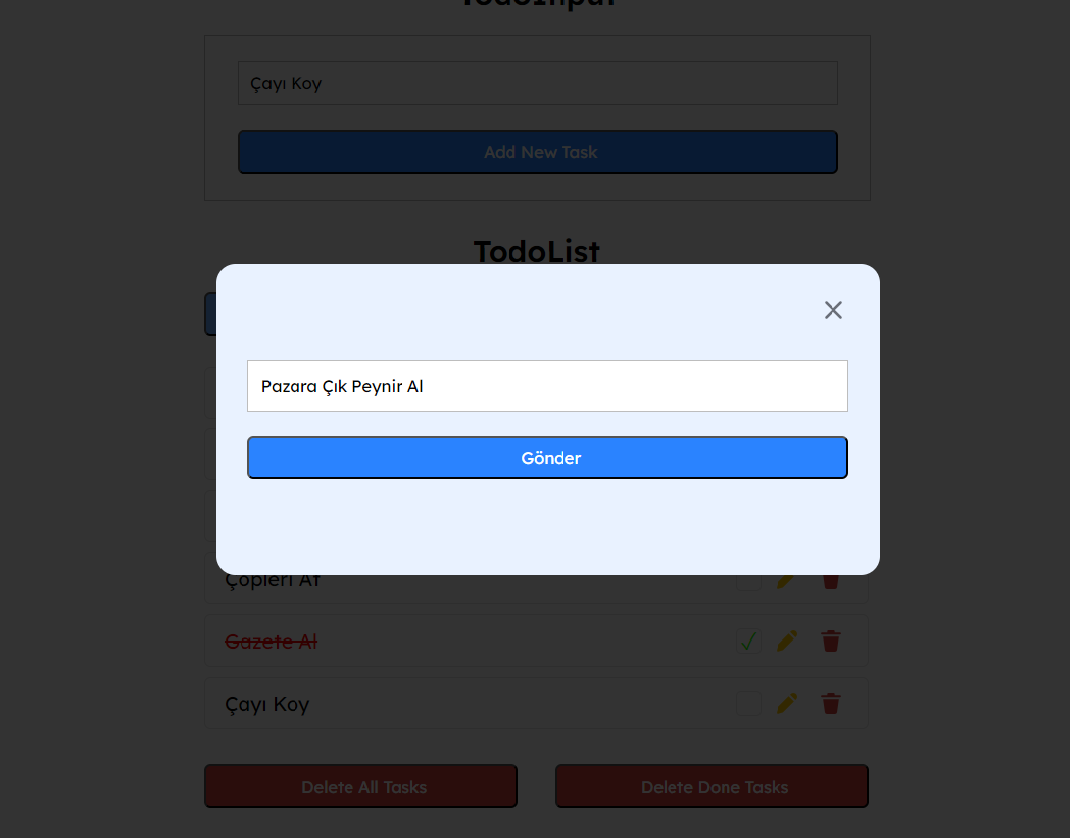 TodoInput
Çayı Koy
Add New Task
TodoList
Pazara Çık Peynir Al
Gönder
Çöpleri At
Gazete Al
Çayı Koy
Delete All Tasks
Delete Done Tasks